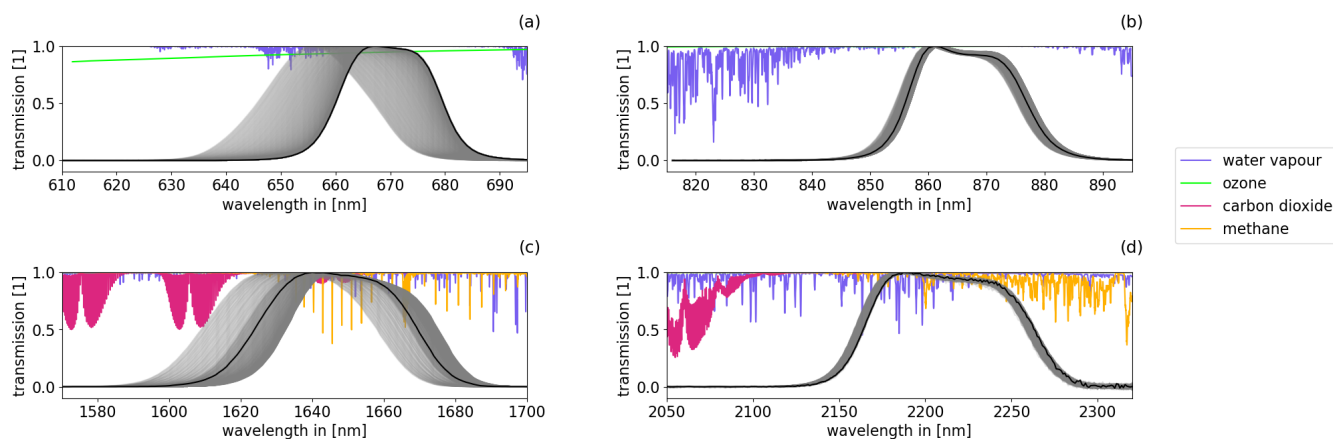 (a)
transmission [1]
1.0
0.5
0.0
610 620 630 640 650 660 670 680 690
wavelength in [nm]
(b)
transmission [1]
1.0
0.5
0.0
820 830 840 850 860 870 880 890
wavelength in [nm]
water vapour
ozone
carbon dioxide
methane
(c)
transmission [1]
1.0
0.5
0.0
1580 1600 1620 1640 1660 1680 1700
wavelength in [nm]
(d)
transmission [1]
1.0
0.5
0.0
2050 2100 2150 2200 2250 2300
wavelength in [nm]